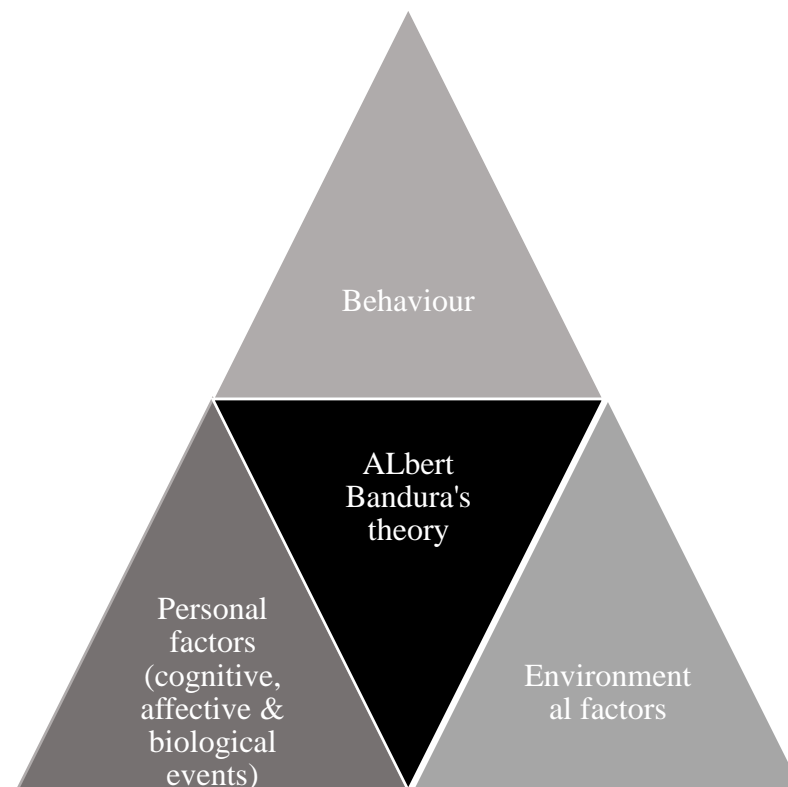 Behaviour
ALbert
Bandura's
theory
Personal
factors
(cognitive,
affective &
biological
events)
Environment
al factors